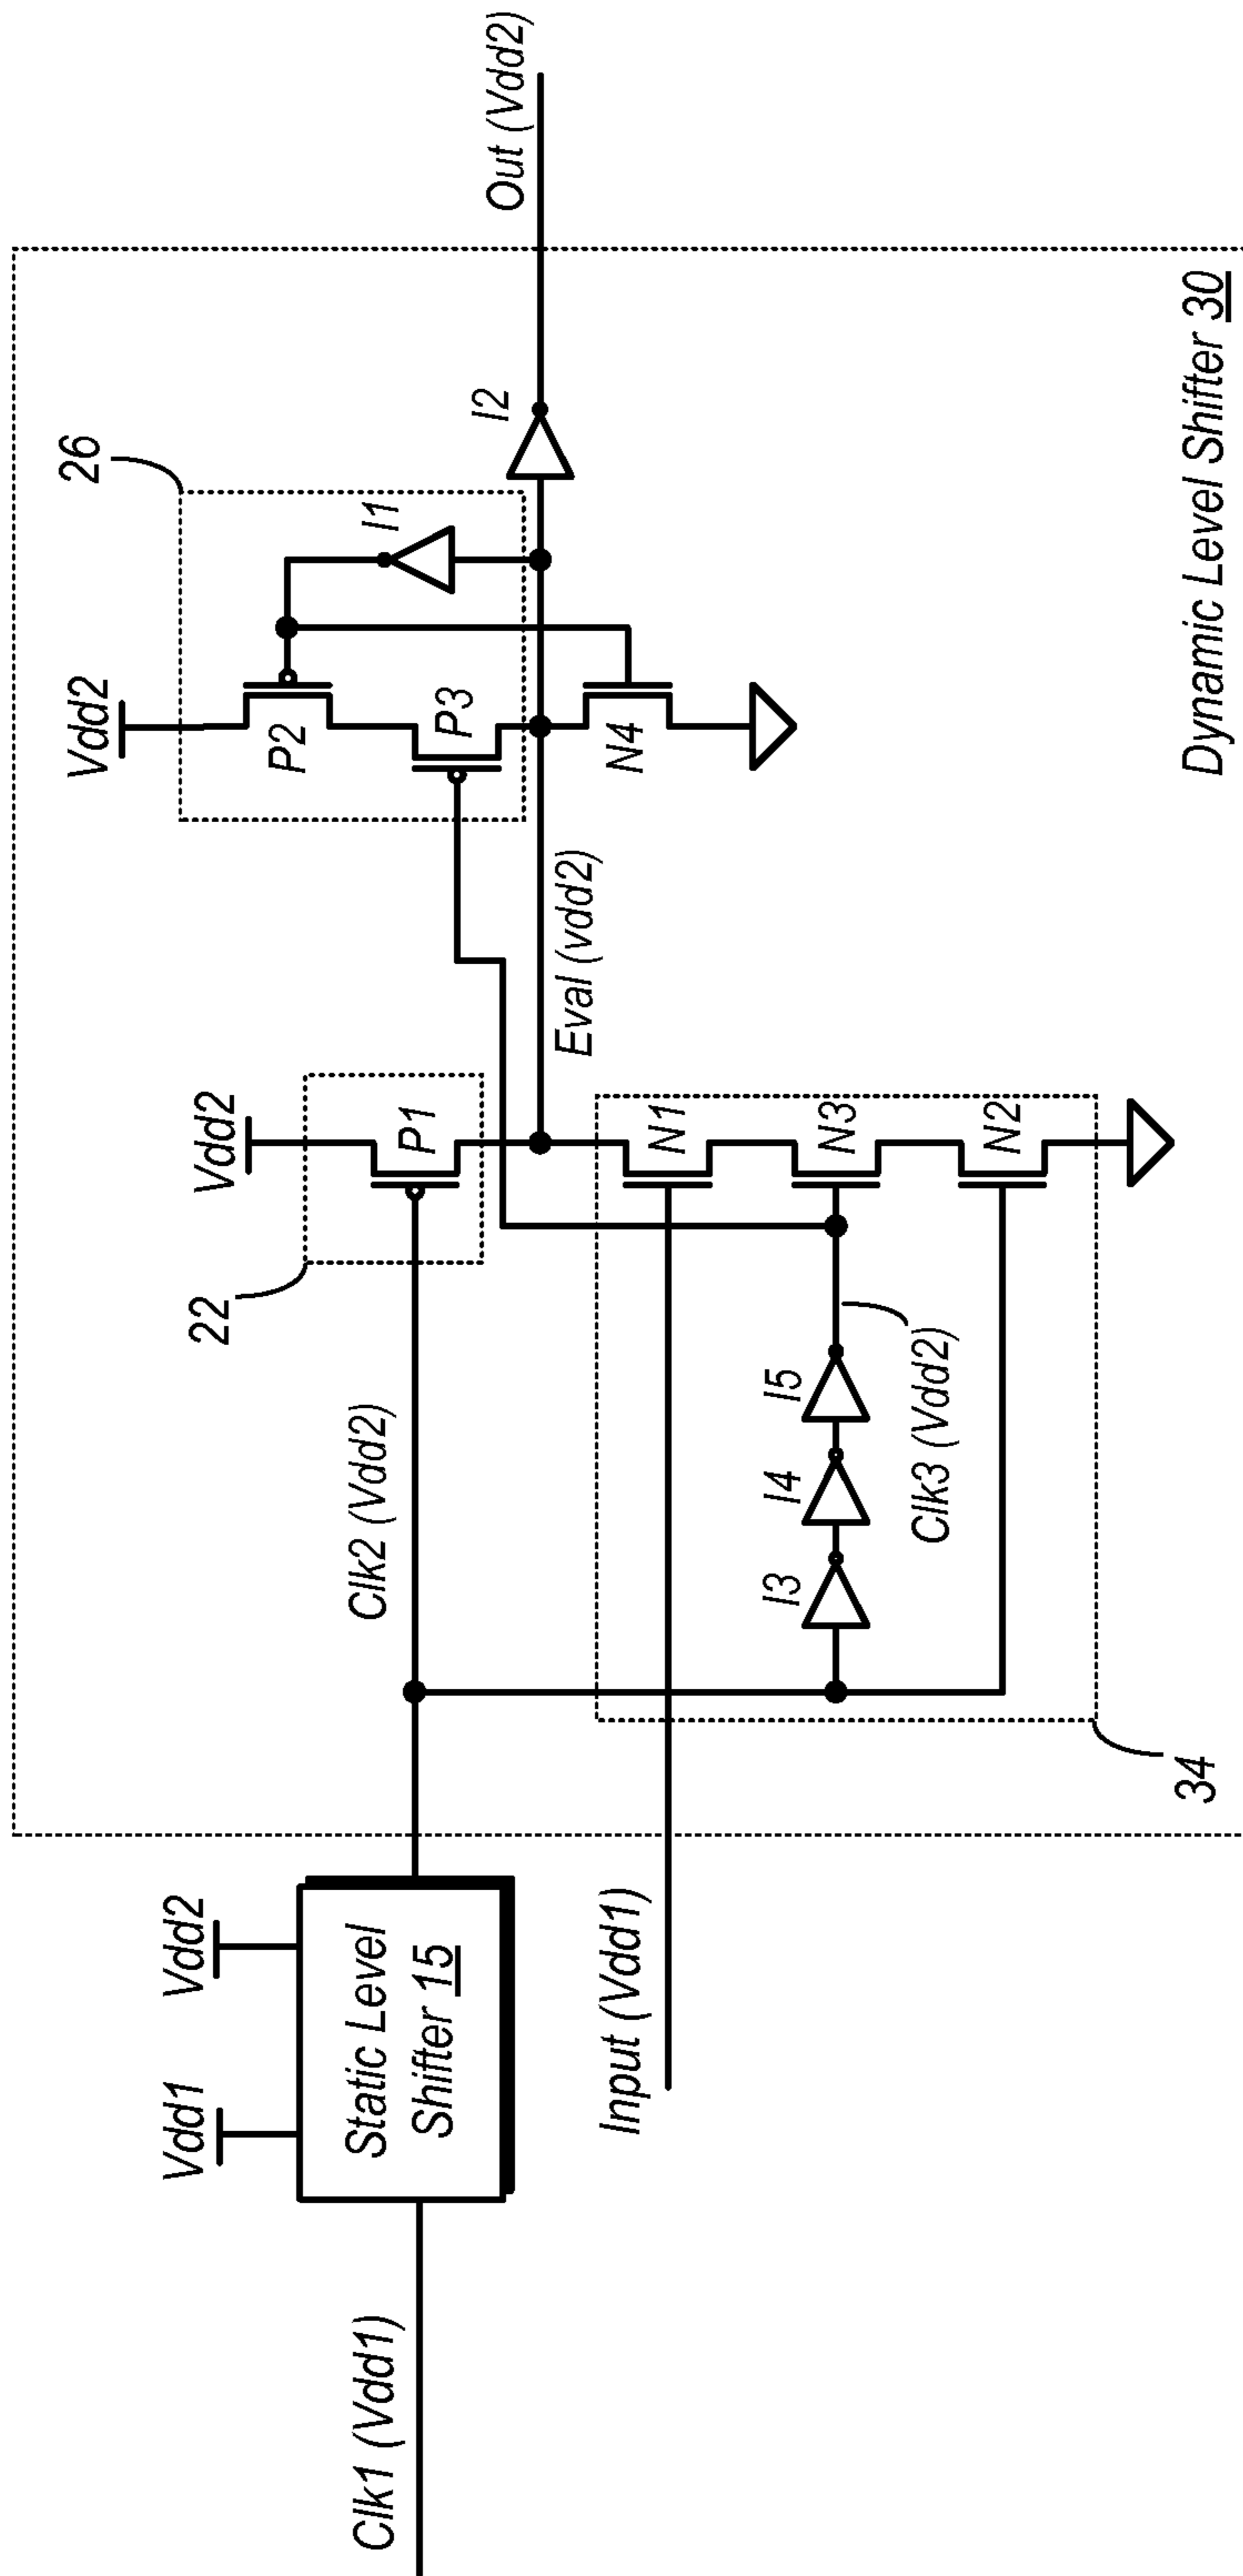 Clk1 (Vdd1)
Vdd1
Vdd2
Static Level
Shifter 15
Input (Vdd1)
Clk2 (Vdd2)
22
Vdd2
P1
34
I3
I4
I5
Clk3 (Vdd2)
N1
N3
N2
Eval (vdd2)
26
Vdd2
P2
P3
I1
N4
I2
Out (Vdd2)
Dynamic Level Shifter 30